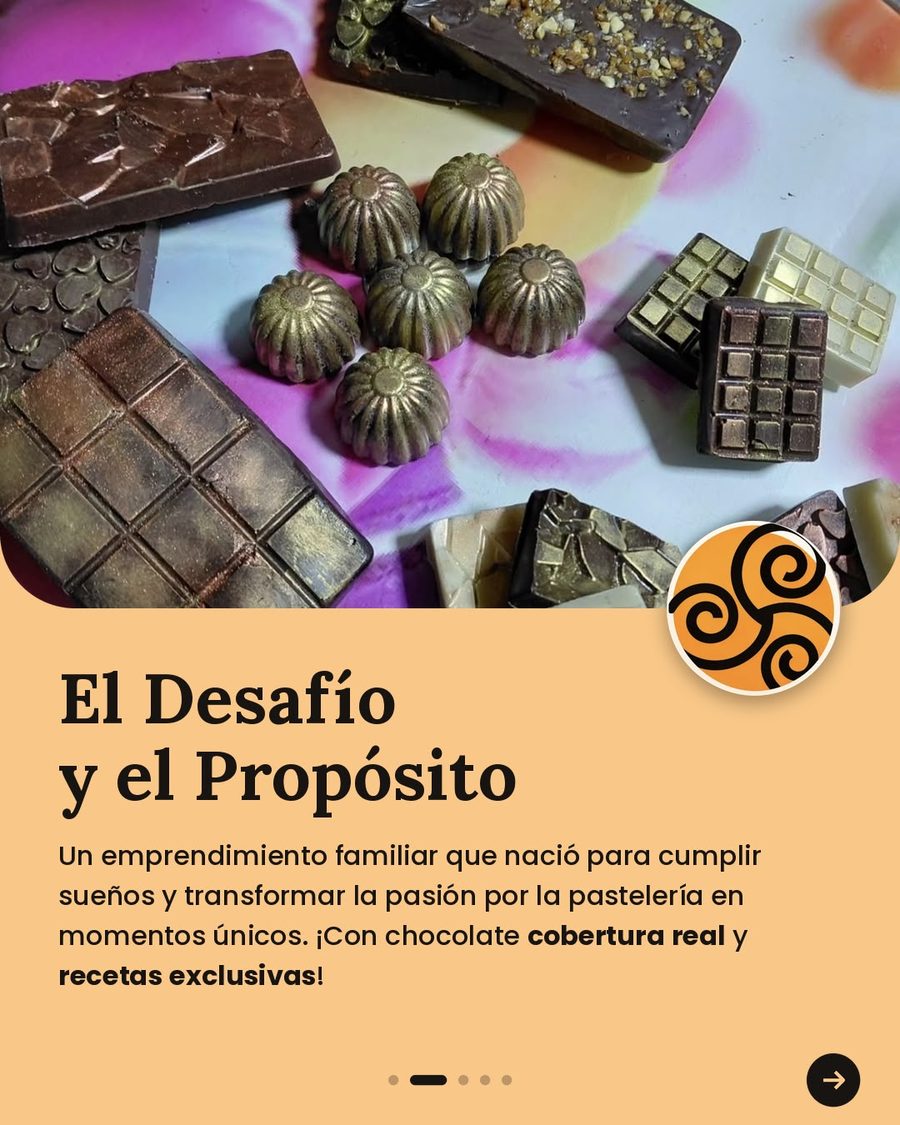 El Desafío
y el Propósito
Un emprendimiento familiar que nació para cumplir
sueños y transformar la pasión por la pastelería en
momentos únicos. ¡Con chocolate cobertura real y
recetas exclusivas!